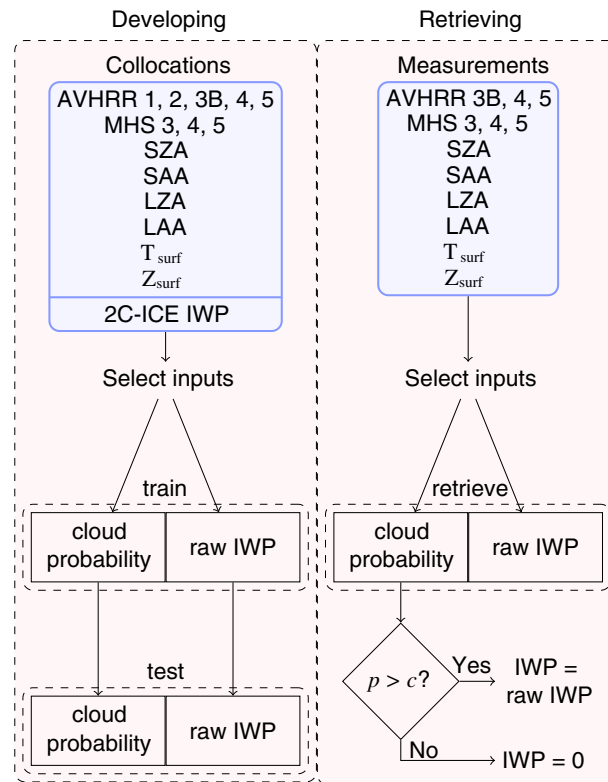 Developing
Collocations
AVHRR 1, 2, 3B, 4, 5
MHS 3, 4, 5
SZA
SAA
LZA
LAA
T surf
Z surf
2C-ICE IWP
Select inputs
train
cloud
probability
raw IWP
test
cloud
probability
raw IWP
Retrieving
Measurements
AVHRR 3B, 4, 5
MHS 3, 4, 5
SZA
SAA
LZA
LAA
T surf
Z surf
Select inputs
retrieve
cloud
probability
raw IWP
p > c?
Yes
IWP =
raw IWP
No
IWP = 0